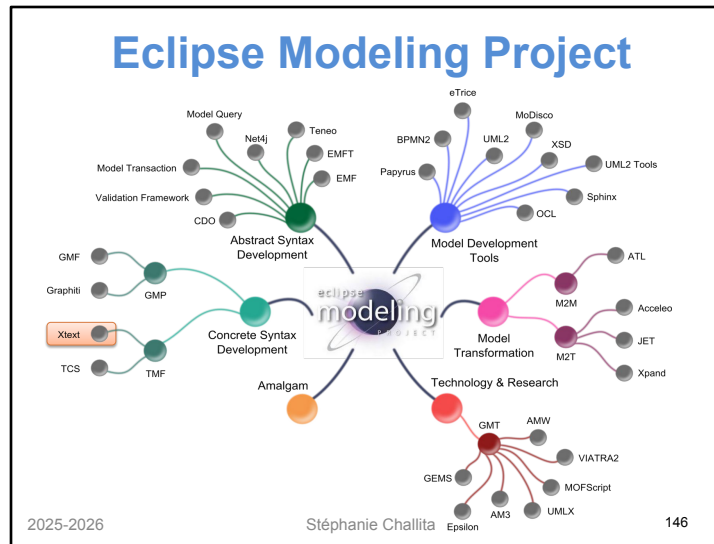 Eclipse Modeling Project
eTrice
Model Query
Teneo
MoDisco
Net4j
BPMN2
UML2
XSD
EMFT
Model Transaction
UML2 Tools
Papyrus
EMF
Validation Framework
Sphinx
CDO
OCL
Abstract Syntax
Development
Model Development
Tools
GMF
ATL
GMP
Graphiti
M2M
eclipse
modeling
PROJECT
Acceleo
Xtext
Concrete Syntax
Development
Model
Transformation
M2T
JET
TCS
TMF
Xpand
Amalgam
Technology & Research
GMT
AMW
VIATRA2
GEMS
MOFScript
AM3
UMLX
Epsilon
2025-2026
Stéphanie Challita
146